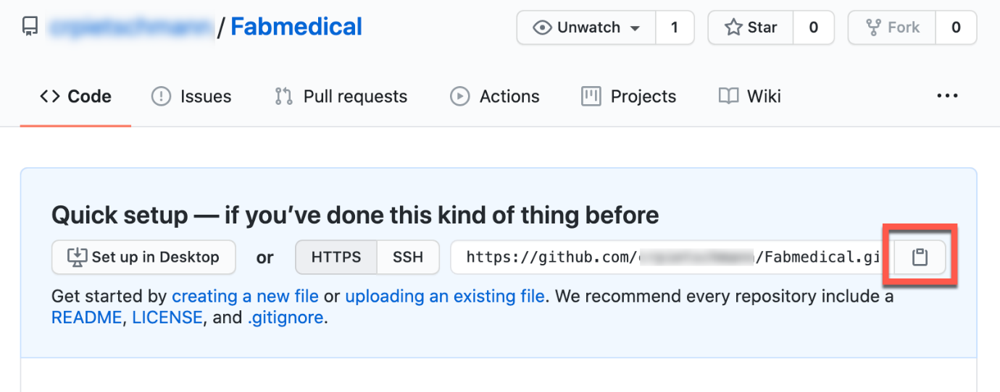 / Fabmedical Unwatch 1 Star 0 Fork 0
Code Issues Pull requests Actions Projects Wiki ...
Quick setup — if you’ve done this kind of thing before
Set up in Desktop or HTTPS SSH https://github.com/ /Fabmedical.gi
Get started by creating a new file or uploading an existing file. We recommend every repository include a
README, LICENSE, and .gitignore.